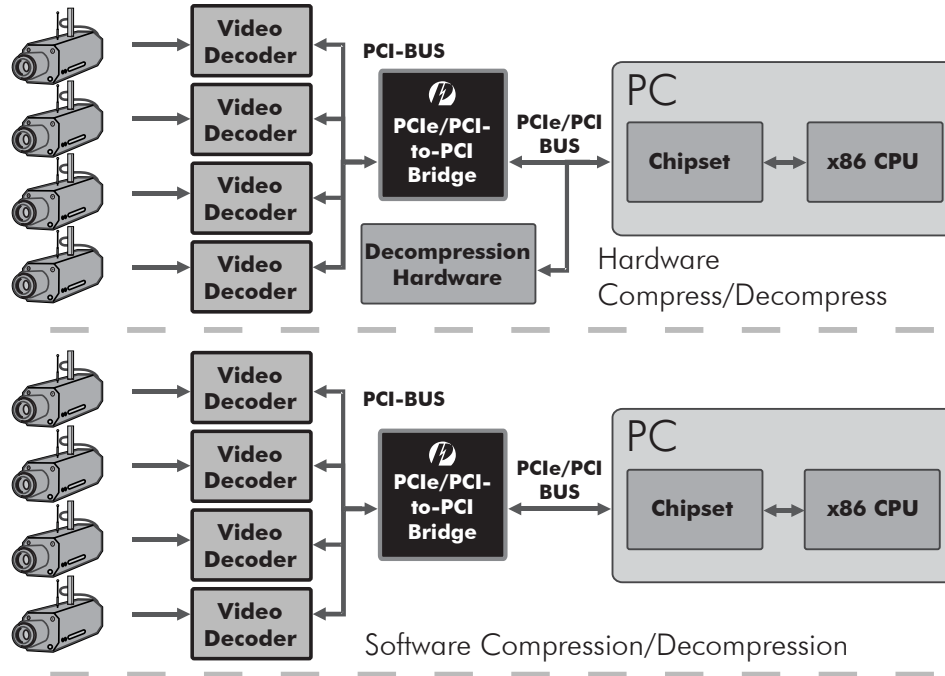 Video
Decoder
Video
Decoder
Video
Decoder
Video
Decoder
PCI-BUS
PCIe/PCI-
to-PCI
Bridge
PCIe/PCI
BUS
Decompression
Hardware
PC
Chipset
x86 CPU
Hardware
Compress/Decompress
Video
Decoder
Video
Decoder
Video
Decoder
Video
Decoder
PCI-BUS
PCIe/PCI-
to-PCI
Bridge
PCIe/PCI
BUS
PC
Chipset
x86 CPU
Software Compression/Decompression